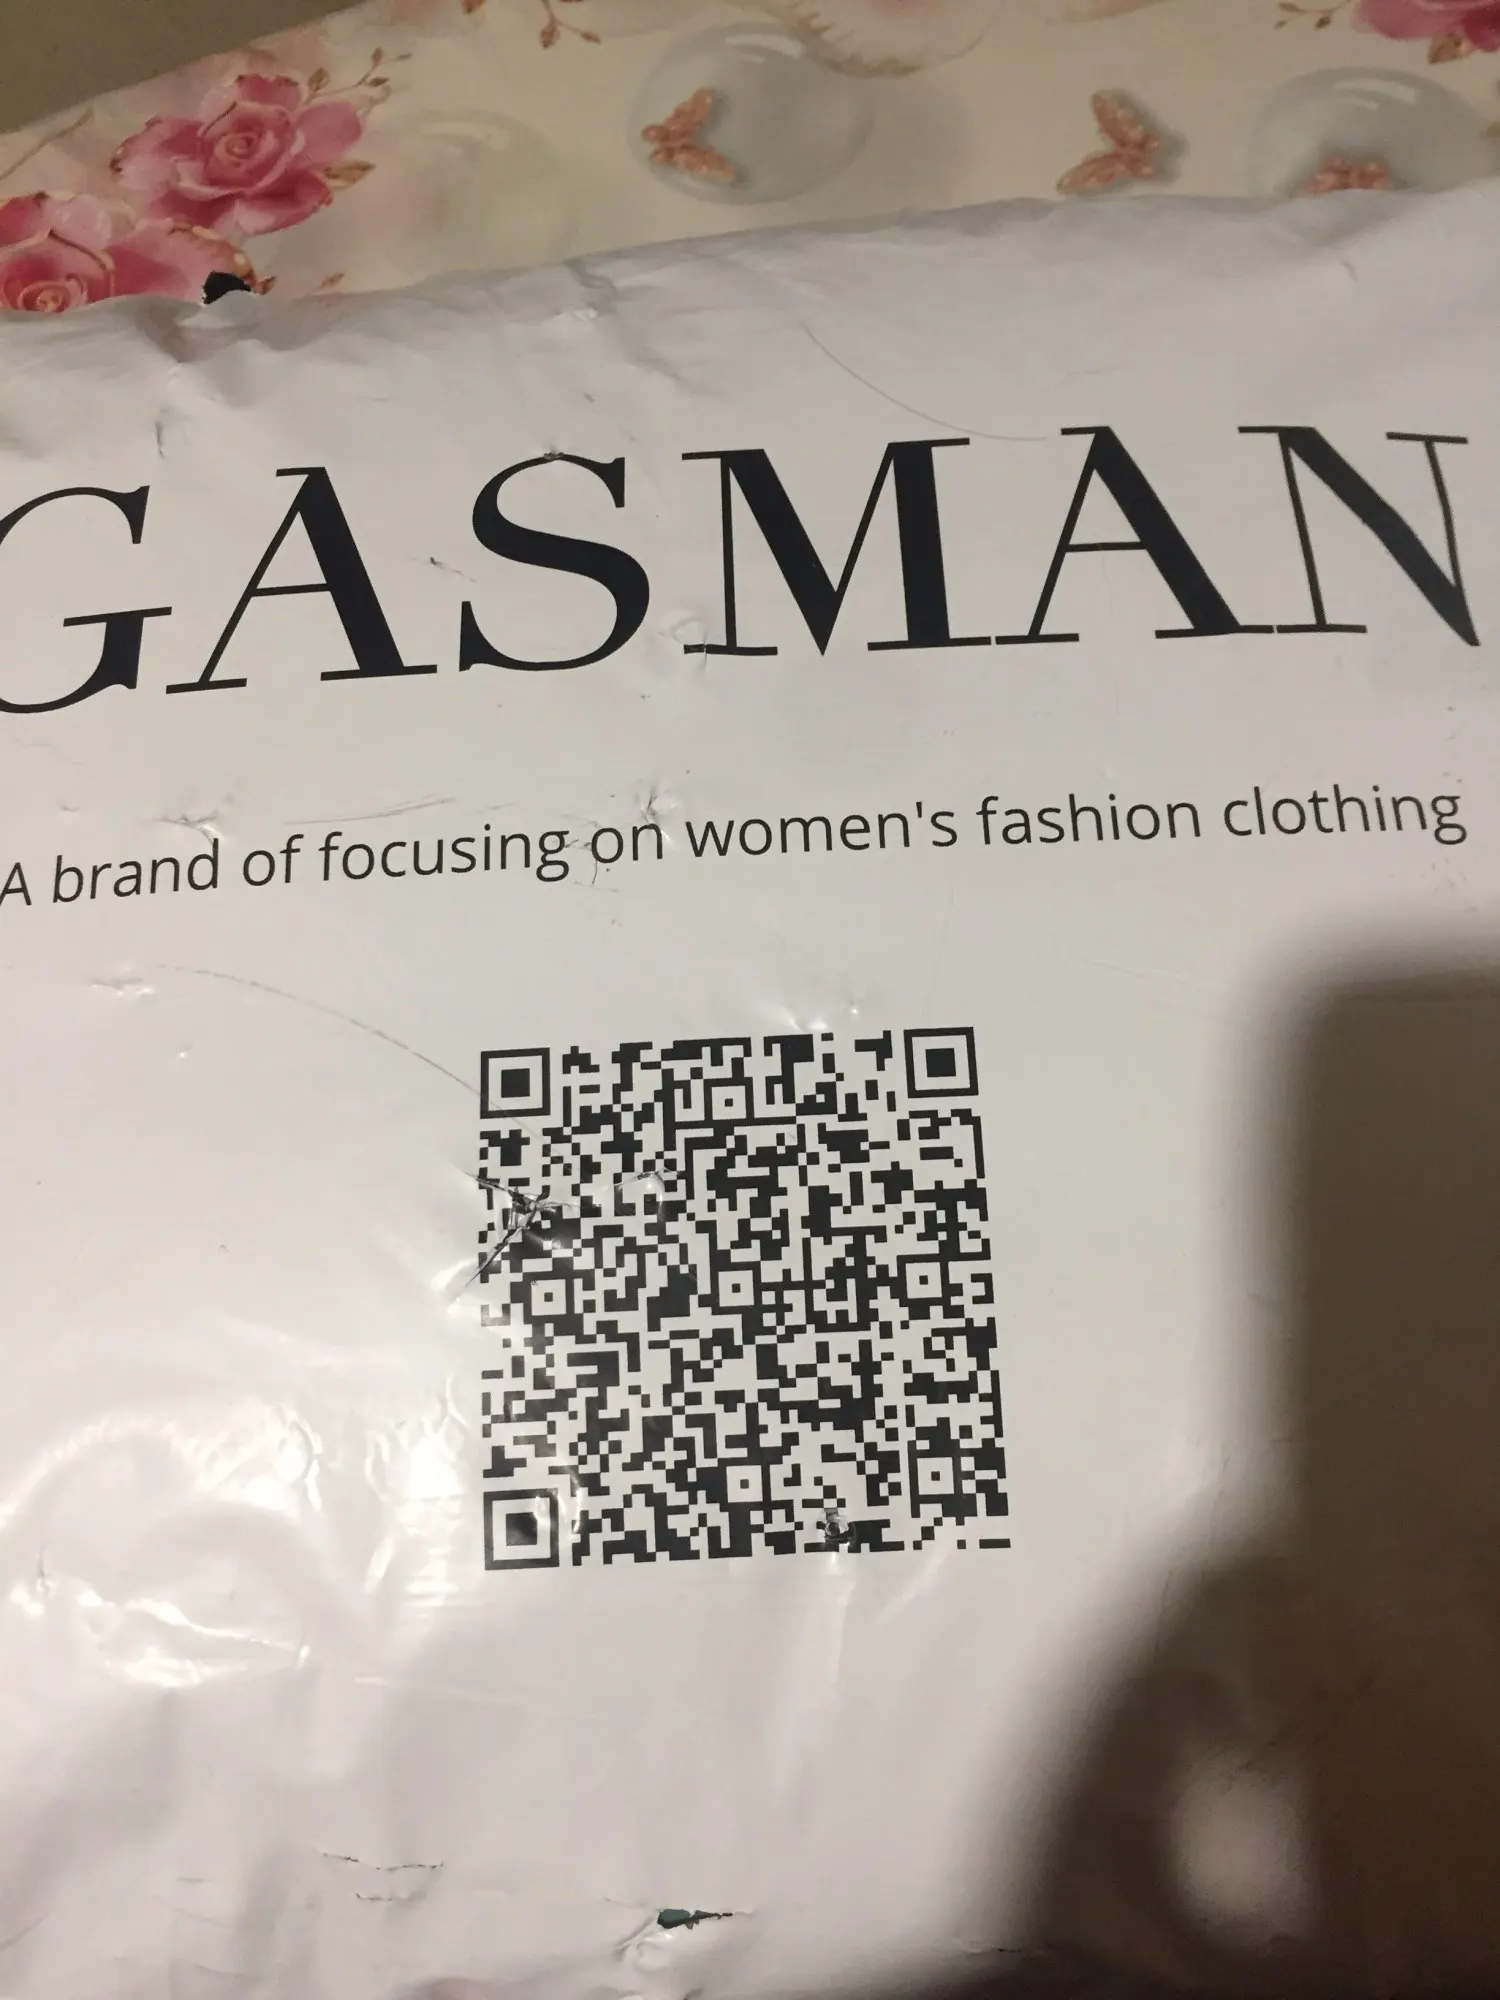 GASMAN
A brand of focusing on women's fashion clothing